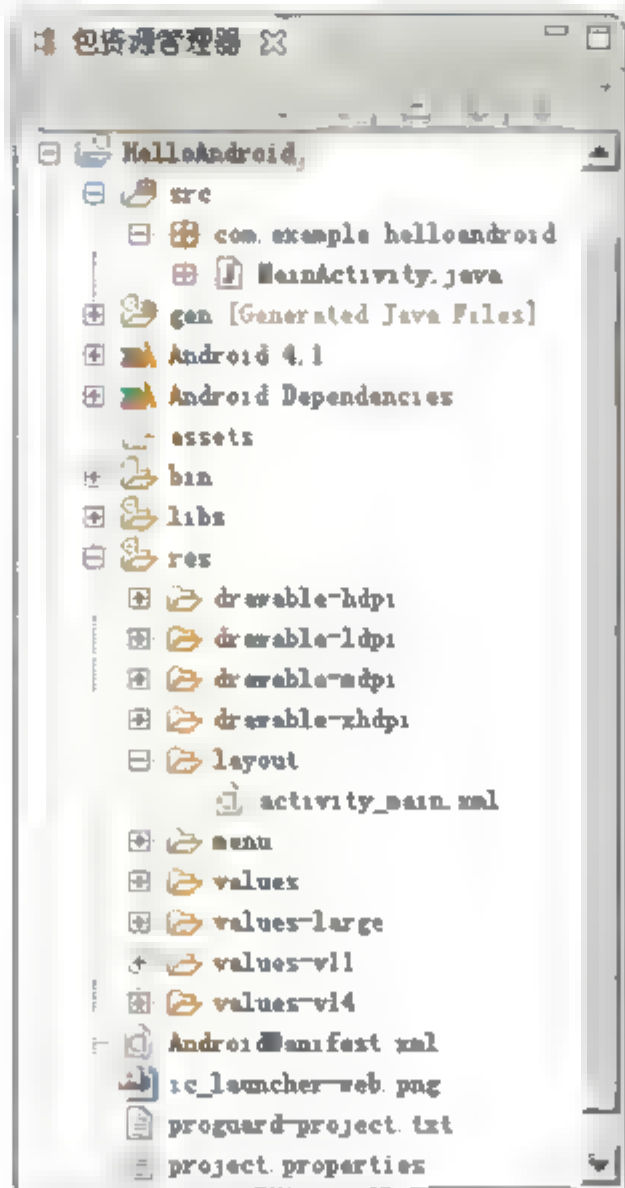 包资源管理器
HelloAndroid
src
com.example.helloandroid
MainActivity.java
gen [Generated Java Files]
Android 4.1
Android Dependencies
assets
bin
libs
res
drawable-hdpi
drawable-ldpi
drawable-mdpi
drawable-xhdpi
layout
activity_main.xml
menu
values
values-large
values-v11
values-v14
AndroidManifest.xml
ic_launcher-web.png
proguard-project.txt
project.properties